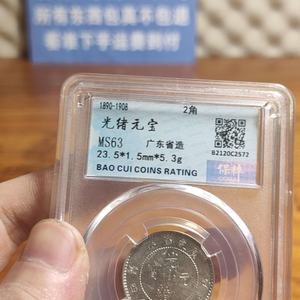 所有东西包真不包退
看准下手运费到付
1890-1908
2角
光绪元宝
MS63
广东省造
23.5*1.5mm*5.3g
B2120C2572
BAO CUI COINS RATING
保粹